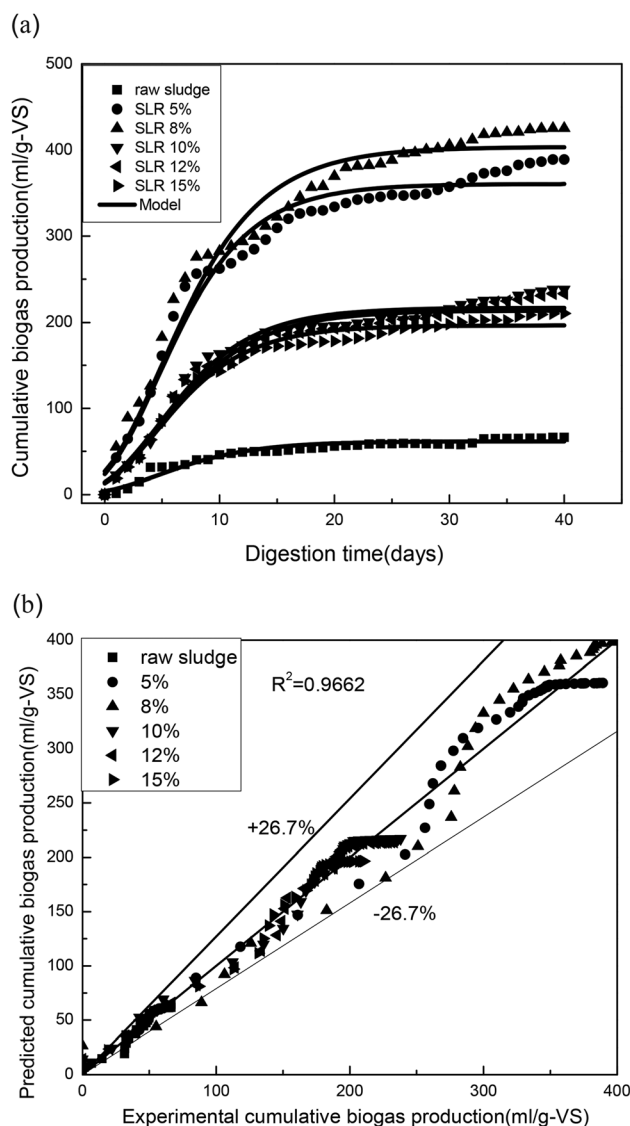 (a)
500
400
300
200
100
0
Cumulative biogas production(ml/g-VS)
raw sludge
SLR 5%
SLR 8%
SLR 10%
SLR 12%
SLR 15%
Model
0 10 20 30 40
Digestion time(days)
(b)
400
350
300
250
200
150
100
50
0
Predicted cumulative biogas production(ml/g-VS)
raw sludge
5%
8%
10%
12%
15%
R²=0.9662
+26.7%
-26.7%
0 100 200 300 400
Experimental cumulative biogas production(ml/g-VS)